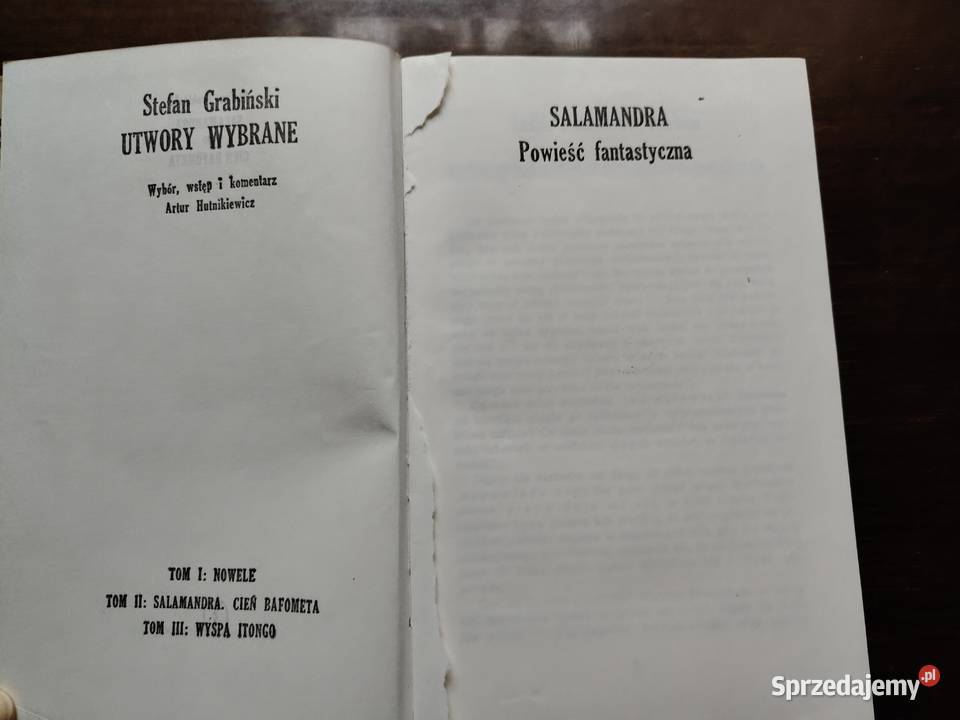 Stefan Grabiński
UTWORY WYBRANE
Wybór, wstęp i komentarz
Artur Hutnikiewicz
TOM I: NOWELE
TOM II: SALAMANDRA. CIEŃ BAFOMETA
TOM III: WYSPA ITONGO
SALAMANDRA
Powieść fantastyczna
Sprzedajemy.pl